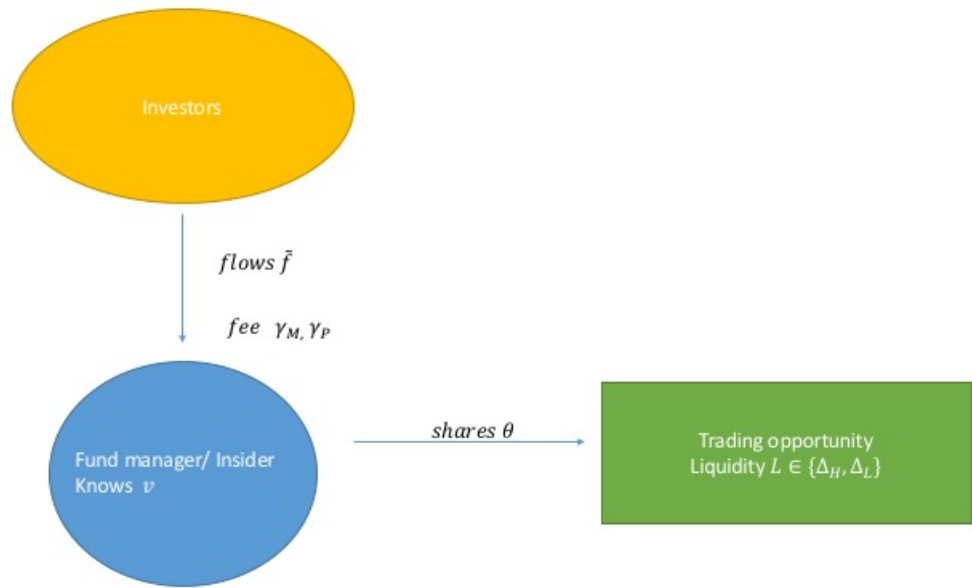 Investors
flows f̃
fee γ_M, γ_P
Fund manager/ Insider
Knows v
shares θ
Trading opportunity
Liquidity L ∈ {Δ_H, Δ_L}